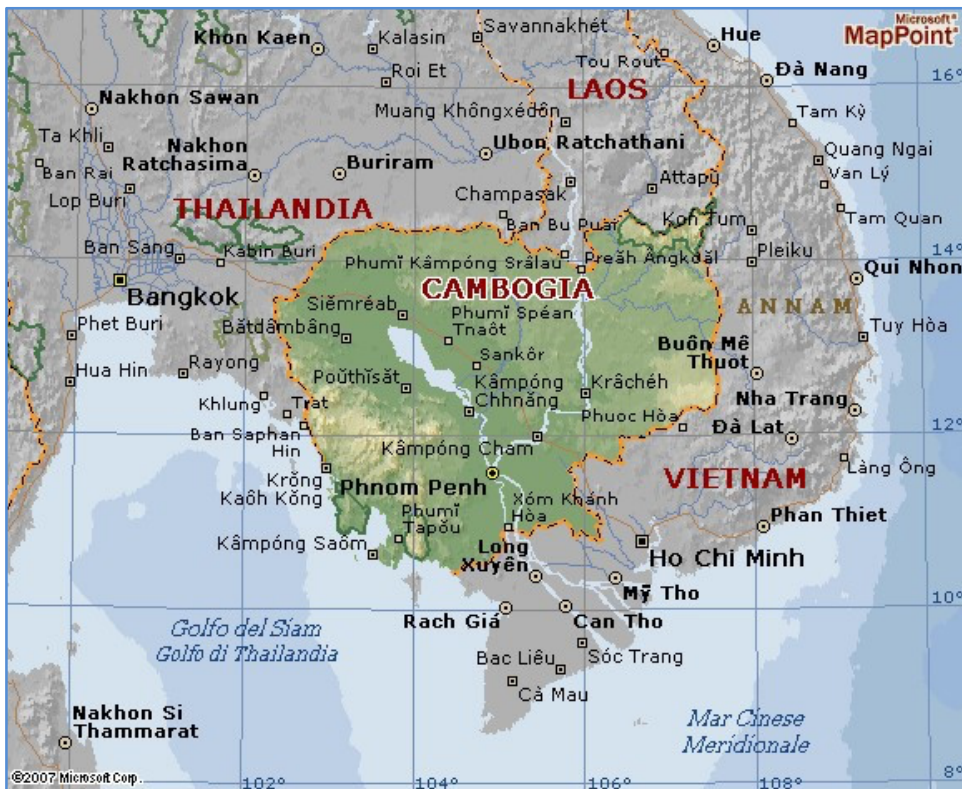 Microsoft®
MapPoint®
Savannakhét
Hue
Khon Kaen
Kalasin
Tou Rout
Đà Nang
16°
Roi Et
LAOS
Nakhon Sawan
Muang Khôngxédôn
Tam Kỳ
Ta Khli
Nakhon
Ratchasima
Buriram
Ubon Ratchathani
Quang Ngai
Ban Rai
Van Lý
Lop Buri
Champasak
Attapu
THAILANDIA
Ban Bu Puai
Kon Tum
Tam Quan
Ban Sang
Kabin Buri
Phumĭ Kâmpóng Srâlau
Preăh Ângkoăl
14°
Pleiku
Qui Nhon
Bangkok
CAMBOGIA
Siĕmréab
Phumĭ Spéan
Tnaôt
ANNAM
Phet Buri
Bătdâmbâng
Tuy Hòa
Buôn Mê
Thuot
Rayong
Sankôr
Hua Hin
Poŭthĭsăt
Kâmpóng
Chhnăng
Krâchéh
Nha Trang
Khlung
Trat
Phuoc Hòa
Đà Lat
12°
Ban Saphan
Hin
Kâmpóng Cham
Làng Ông
Krŏng
Kaôh Kŏng
Phnom Penh
VIETNAM
Xóm Khánh
Hòa
Phumĭ
Tapŏu
Phan Thiet
Kâmpóng Saôm
Long
Xuyên
Ho Chi Minh
Mỹ Tho
10°
Rach Giá
Can Tho
Golfo del Siam
Golfo di Thailandia
Bac Liêu
Sóc Trang
Cà Mau
Nakhon Si
Thammarat
Mar Cinese
Meridionale
©2007 Microsoft Corp.
102°
104°
106°
108°
8°